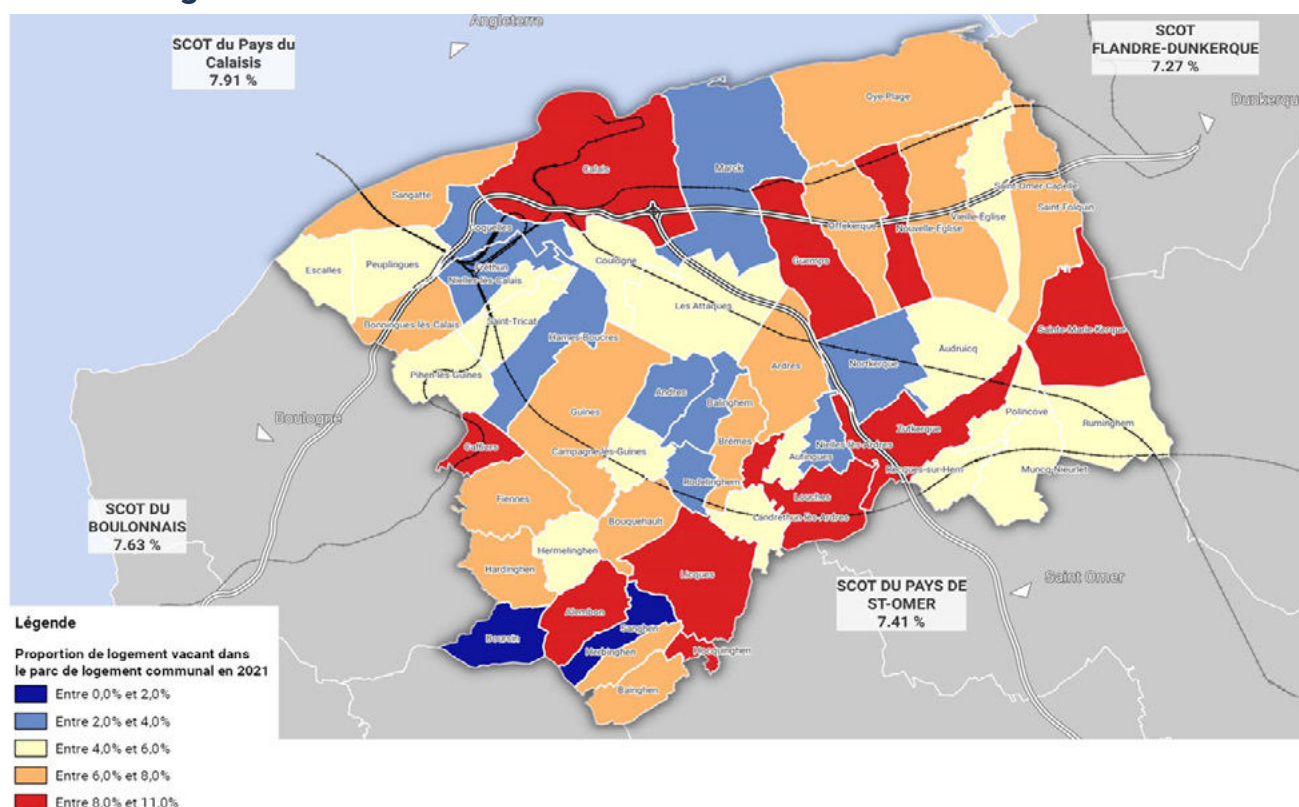 Angleterre
SCOT du Pays du
Calaisis
7.91 %
SCOT
FLANDRE-DUNKERQUE
7.27 %
Dunkerque
Oye-Plage
Calais
Marck
Sangatte
Saint-Omer-Capelle
Saint-Folquin
Vieille-Église
Offekerque
Nouvelle-Église
Coquelles
Guemps
Coulogne
Peuplingues
Escalles
Fréthun
Nielles-lès-Calais
Les Attaques
Saint-Tricat
Bonningues-lès-Calais
Sainte-Marie-Kerque
Hames-Boucres
Audruicq
Nortkerque
Ardres
Pihen-lès-Guînes
Andres
Balinghem
Boulogne
Guînes
Polincove
Ruminghem
Zutkerque
Brêmes
Nielles-lès-Ardres
Caffiers
Campagne-lès-Guines
Autingues
Recques-sur-Hem
Muncq-Nieurlet
Rodelinghem
Louches
Fiennes
Landrethun-lès-Ardres
Bouquehault
SCOT DU
BOULONNAIS
7.63 %
Hermelinghen
Hardinghen
Licques
Saint Omer
SCOT DU PAYS DE
ST-OMER
7.41 %
Alembon
Sanghen
Boursin
Herbinghen
Hocquinghen
Bainghen
Légende
Proportion de logement vacant dans
le parc de logement communal en 2021
Entre 0,0% et 2,0%
Entre 2,0% et 4,0%
Entre 4,0% et 6,0%
Entre 6,0% et 8,0%
Entre 8,0% et 11,0%